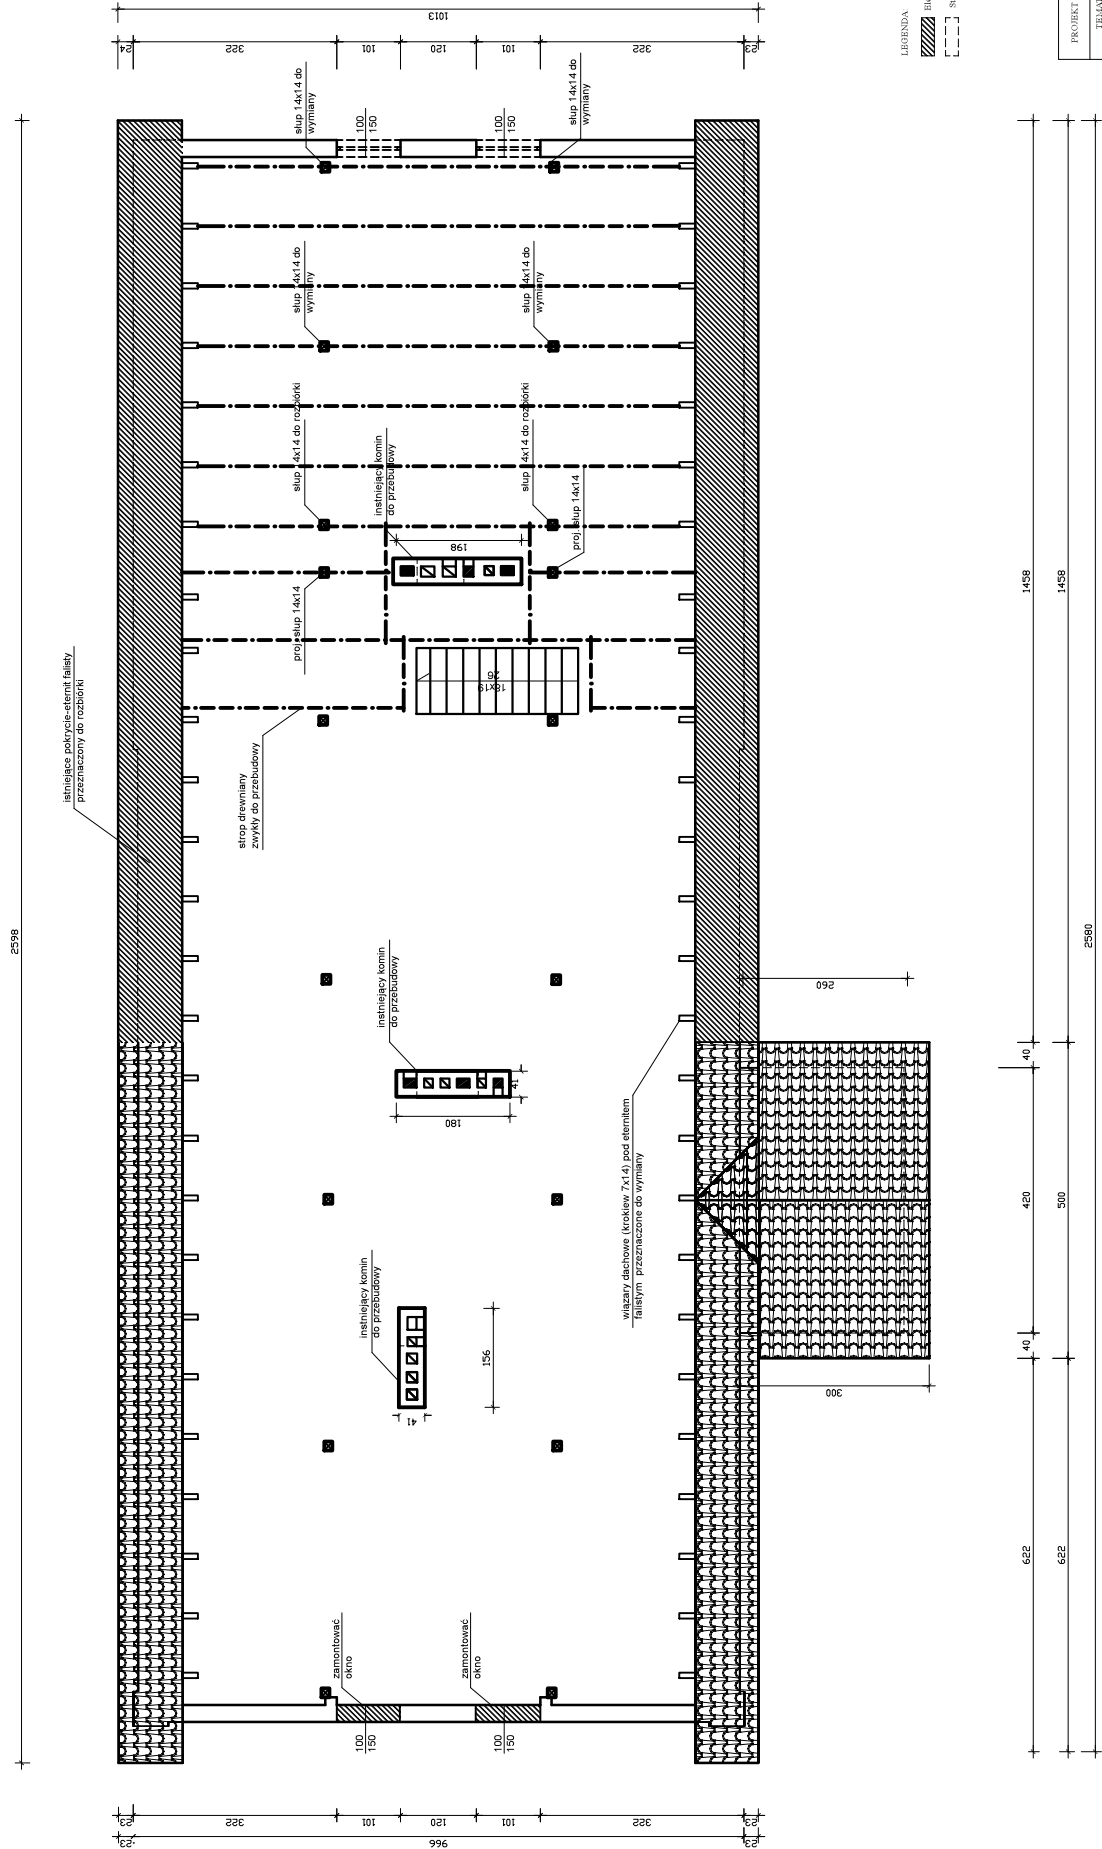 1013
24
322
101
120
101
322
23
LEGENDA
PROJEKT
2598
słup 14x14 do
wymiany
100
150
100
150
słup 14x14 do
wymiany
słup 14x14 do
wymiany
słup 14x14 do
wymiany
słup 14x14 do rozbiórki
instniejący komin
do przebudowy
słup 14x14 do rozbiórki
proj. słup 14x14
198
proj. słup 14x14
18x19
26
istniejące pokrycie-eternit falisty
przeznaczony do rozbiórki
strop drewniany
zwykły do przebudowy
instniejący komin
do przebudowy
180
41
wiązary dachowe (krokiew 7x14) pod eternitem
falistym przeznaczone do wymiany
instniejący komin
do przebudowy
41
156
260
300
1458
40
420
40
622
1458
500
622
2580
zamontować
okno
zamontować
okno
100
150
100
150
23
322
101
120
101
322
23
23
966
23